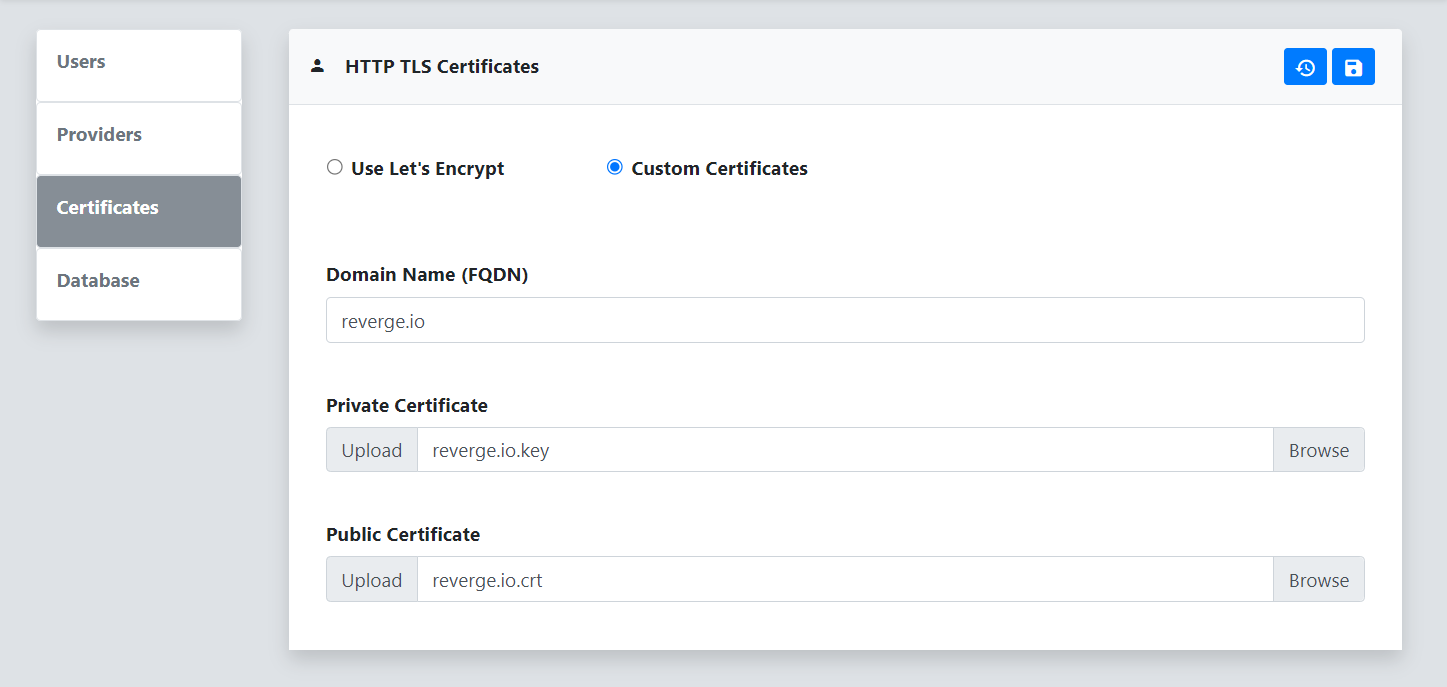 Users
Providers
Certificates
Database
HTTP TLS Certificates
Use Let's Encrypt
Custom Certificates
Domain Name (FQDN)
reverge.io
Private Certificate
Upload reverge.io.key Browse
Public Certificate
Upload reverge.io.crt Browse